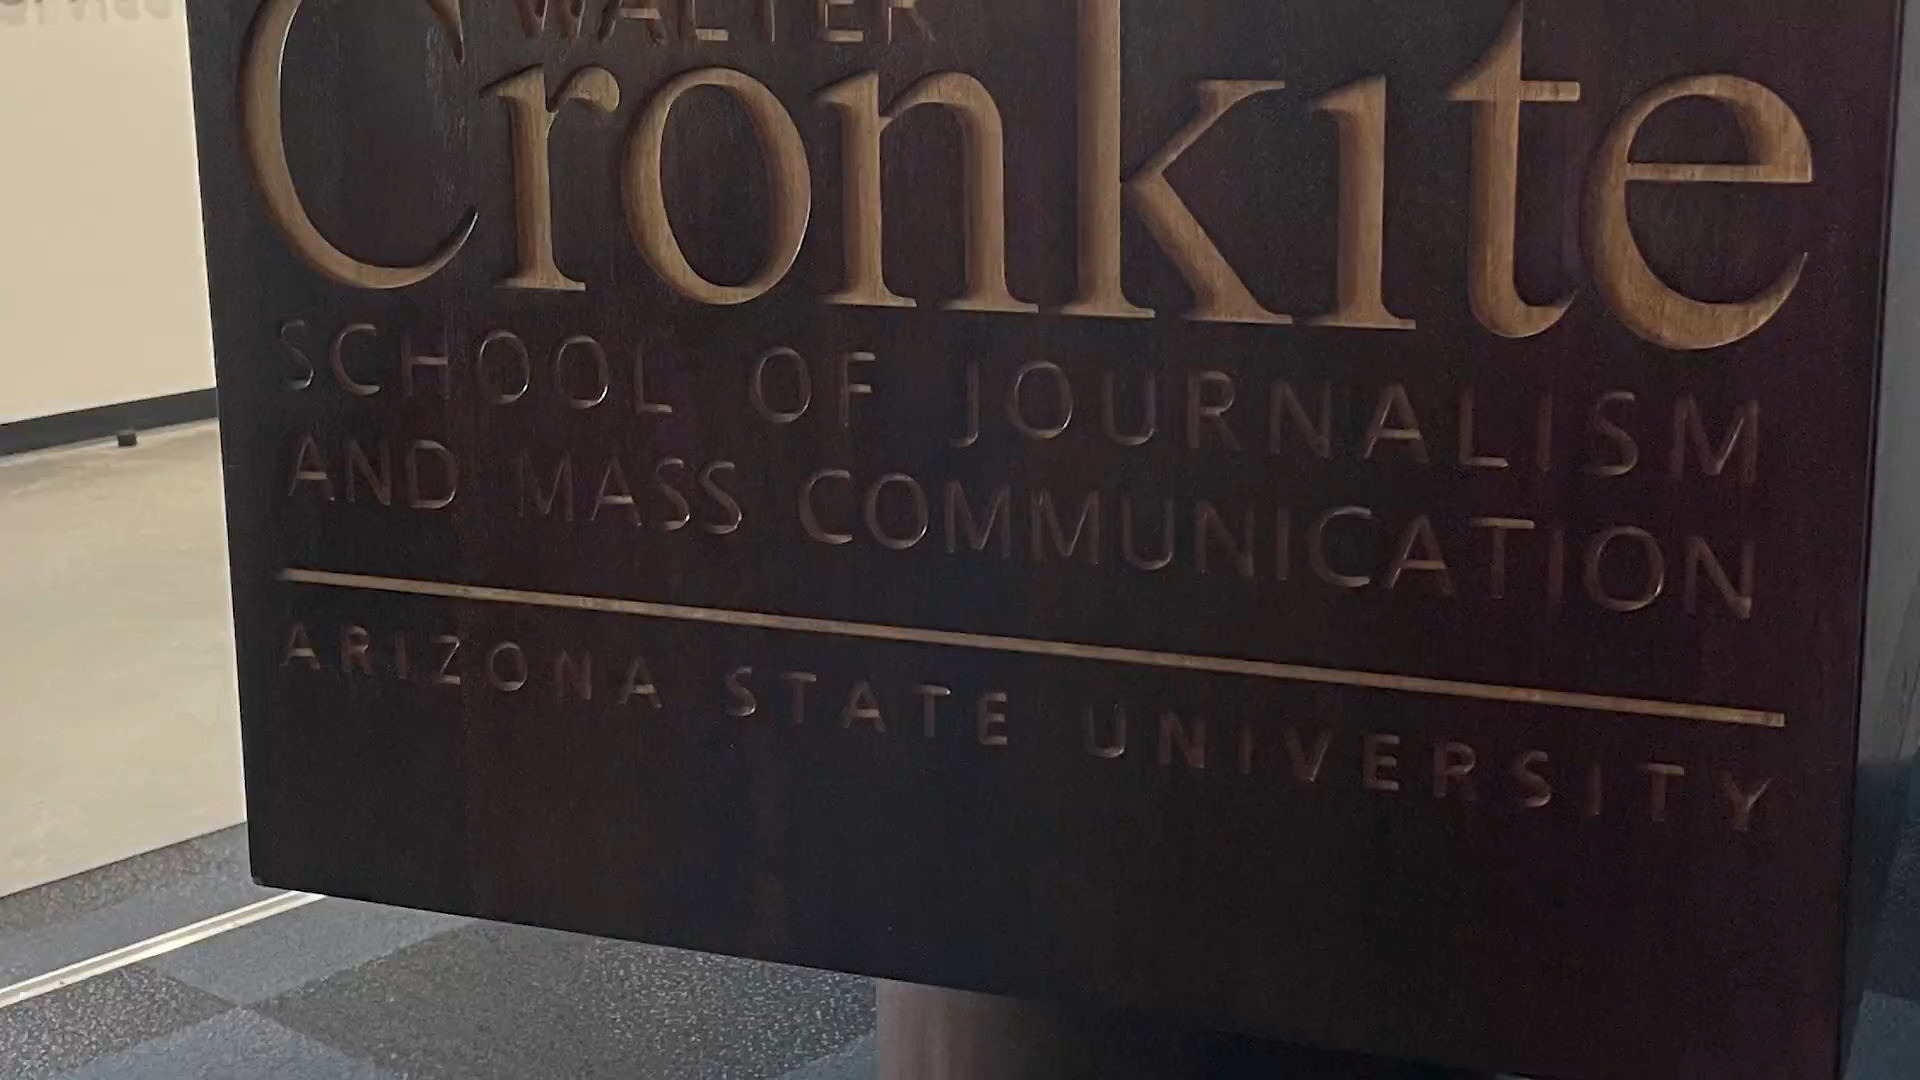 WALTER
Cronkite
SCHOOL OF JOURNALISM
AND MASS COMMUNICATION
ARIZONA STATE UNIVERSITY